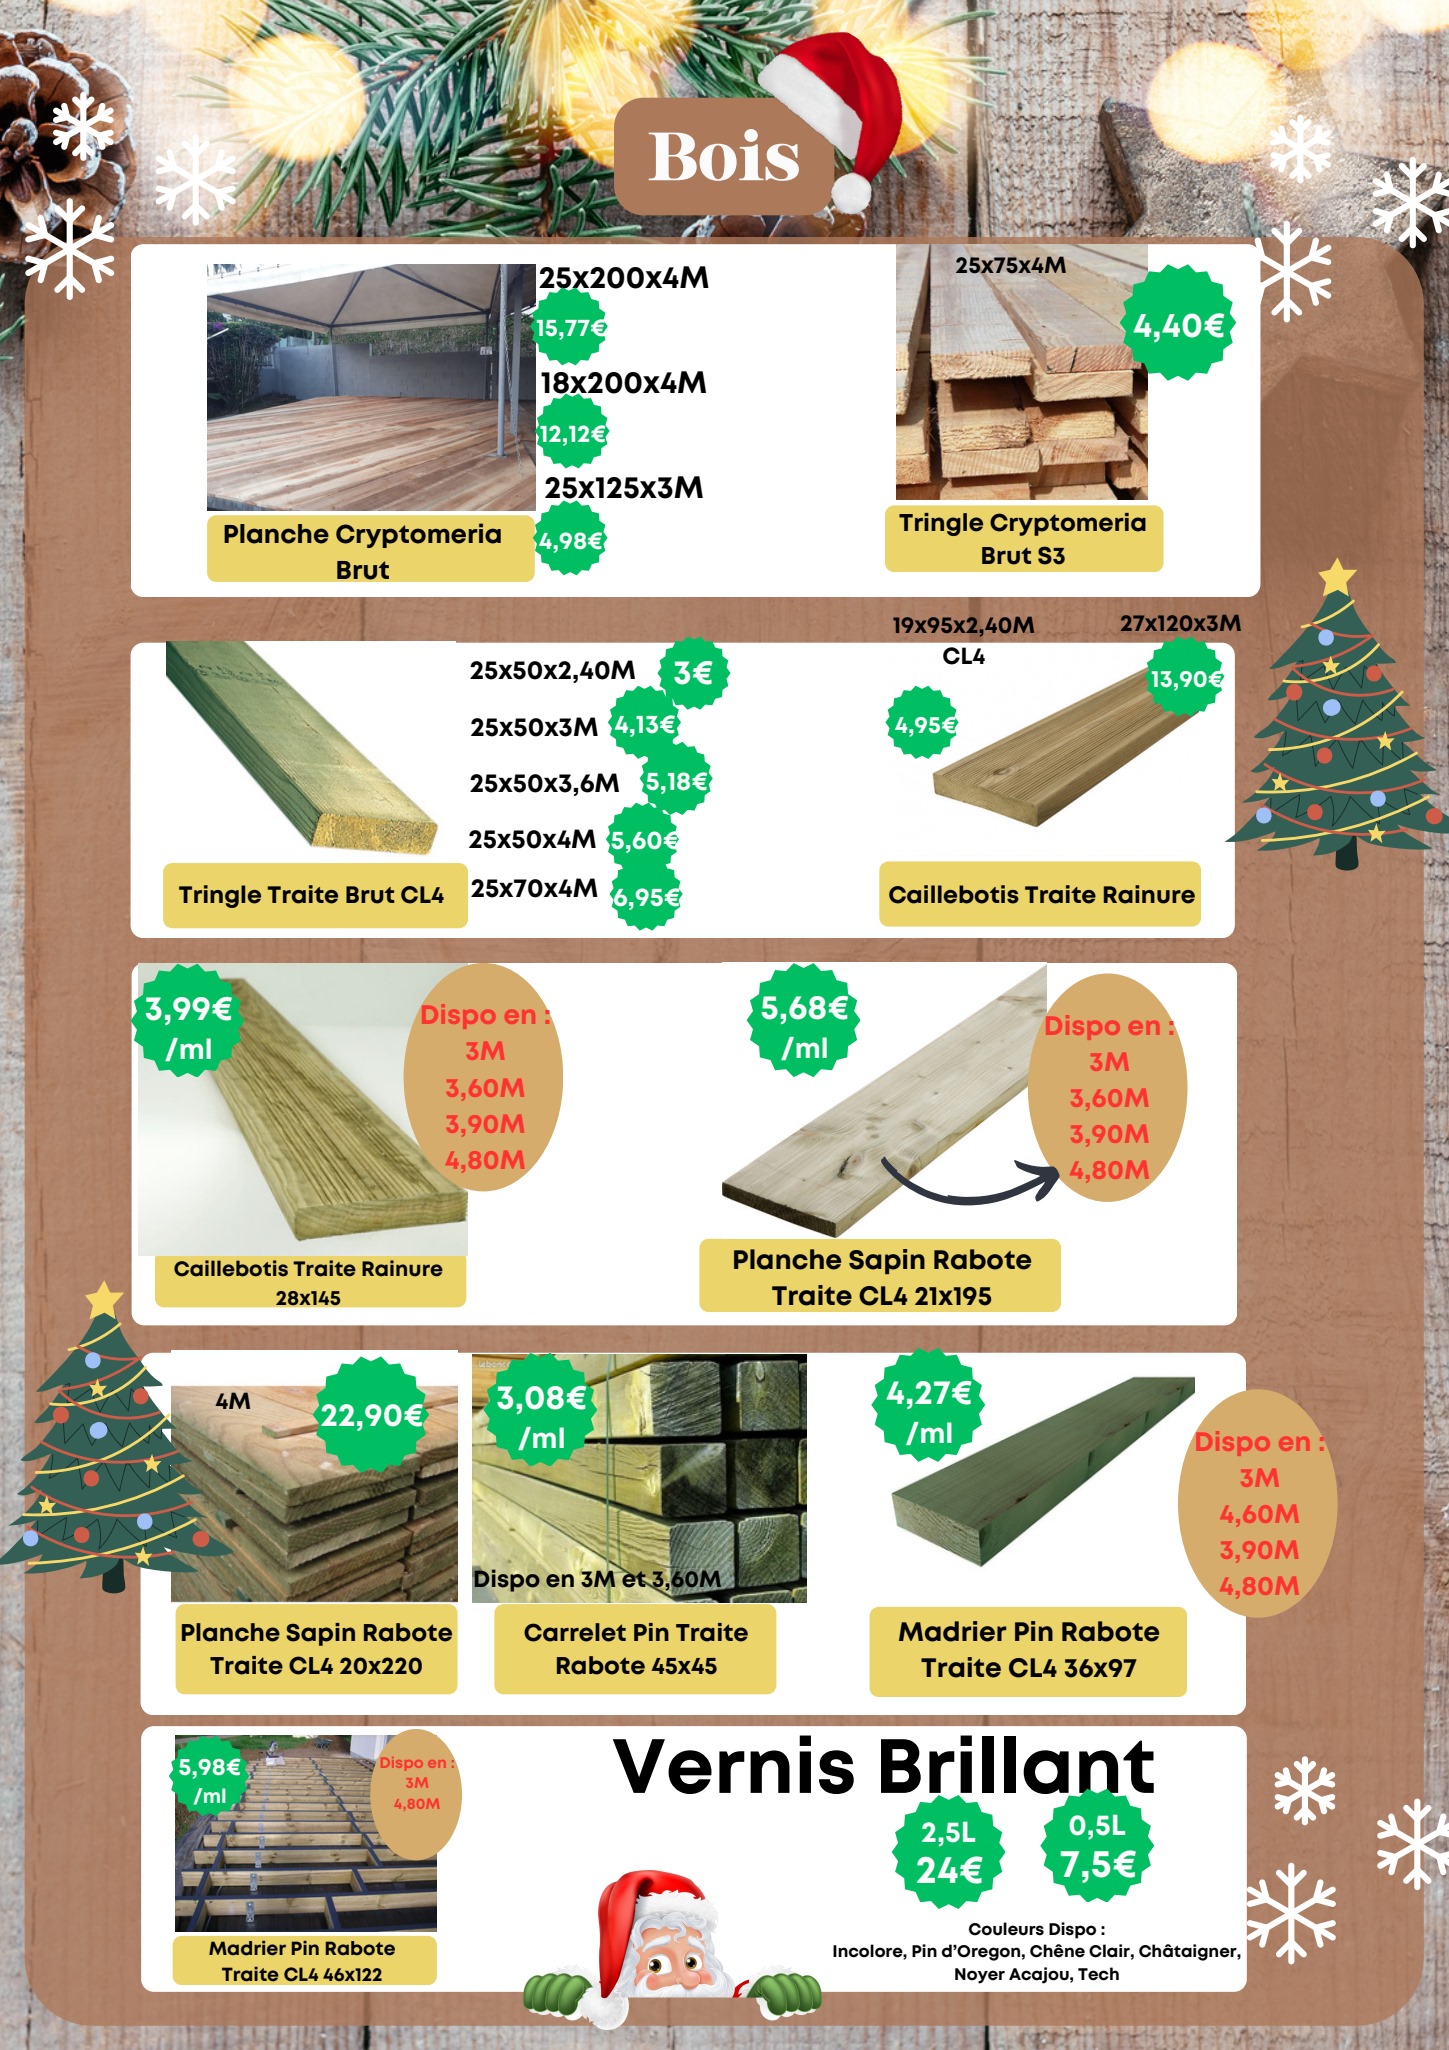 Bois
25x200x4M
15,77€
18x200x4M
12,12€
25x125x3M
4,98€
Planche Cryptomeria
Brut
25x75x4M
4,40€
Tringle Cryptomeria
Brut S3
25x50x2,40M
3€
25x50x3M
4,13€
25x50x3,6M
5,18€
25x50x4M
5,60€
25x70x4M
6,95€
Tringle Traite Brut CL4
19x95x2,40M
CL4
4,95€
27x120x3M
13,90€
Caillebotis Traite Rainure
3,99€
/ml
Dispo en :
3M
3,60M
3,90M
4,80M
Caillebotis Traite Rainure
28x145
5,68€
/ml
Dispo en :
3M
3,60M
3,90M
4,80M
Planche Sapin Rabote
Traite CL4 21x195
4M
22,90€
Planche Sapin Rabote
Traite CL4 20x220
3,08€
/ml
Dispo en 3M et 3,60M
Carrelet Pin Traite
Rabote 45x45
4,27€
/ml
Dispo en :
3M
4,60M
3,90M
4,80M
Madrier Pin Rabote
Traite CL4 36x97
5,98€
/ml
Dispo en :
3M
4,80M
Madrier Pin Rabote
Traite CL4 46x122
Vernis Brillant
2,5L
24€
0,5L
7,5€
Couleurs Dispo :
Incolore, Pin d'Oregon, Chêne Clair, Châtaigner,
Noyer Acajou, Tech